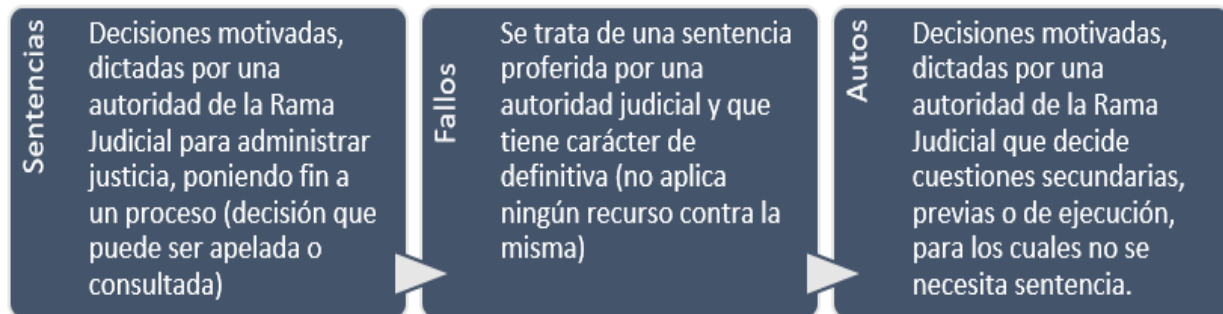 Sentencias
Decisiones motivadas,
dictadas por una
autoridad de la Rama
Judicial para administrar
justicia, poniendo fin a
un proceso (decisión que
puede ser apelada o
consultada)
Fallos
Se trata de una sentencia
proferida por una
autoridad judicial y que
tiene carácter de
definitiva (no aplica
ningún recurso contra la
misma)
Autos
Decisiones motivadas,
dictadas por una
autoridad de la Rama
Judicial que decide
cuestiones secundarias,
previas o de ejecución,
para los cuales no se
necesita sentencia.